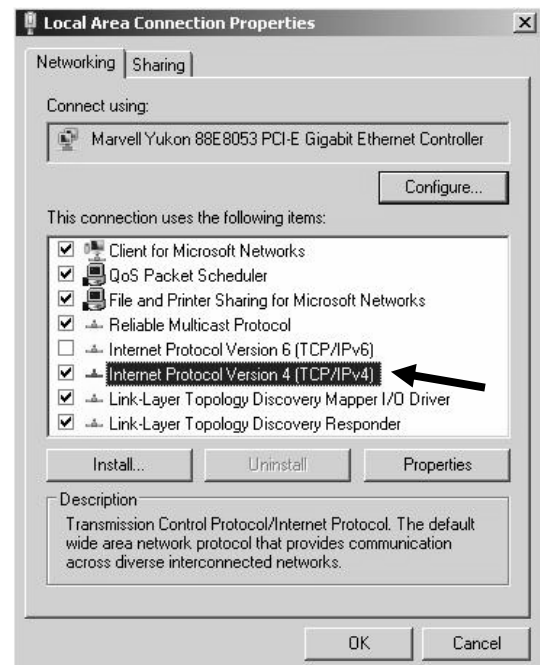 Local Area Connection Properties
Networking
Sharing
Connect using:
Marvell Yukon 88E8053 PCI-E Gigabit Ethernet Controller
Configure...
This connection uses the following items:
Client for Microsoft Networks
QoS Packet Scheduler
File and Printer Sharing for Microsoft Networks
Reliable Multicast Protocol
Internet Protocol Version 6 (TCP/IPv6)
Internet Protocol Version 4 (TCP/IPv4)
Link-Layer Topology Discovery Mapper I/O Driver
Link-Layer Topology Discovery Responder
Install...
Uninstall
Properties
Description
Transmission Control Protocol/Internet Protocol. The default
wide area network protocol that provides communication
across diverse interconnected networks.
OK
Cancel